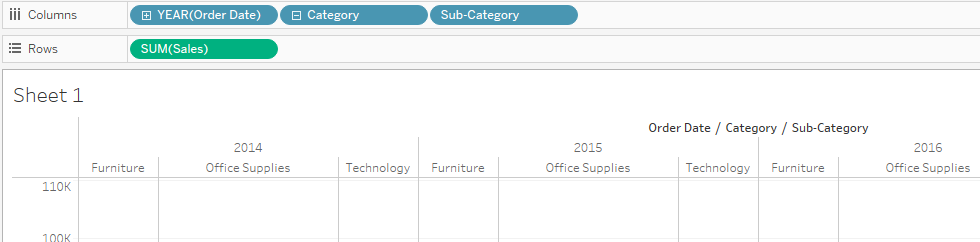 Columns YEAR(Order Date) Category Sub-Category
Rows SUM(Sales)
Sheet 1
Order Date / Category / Sub-Category
2014 2015 2016
Furniture Office Supplies Technology Furniture Office Supplies Technology Furniture Office Supplies
110K
100K